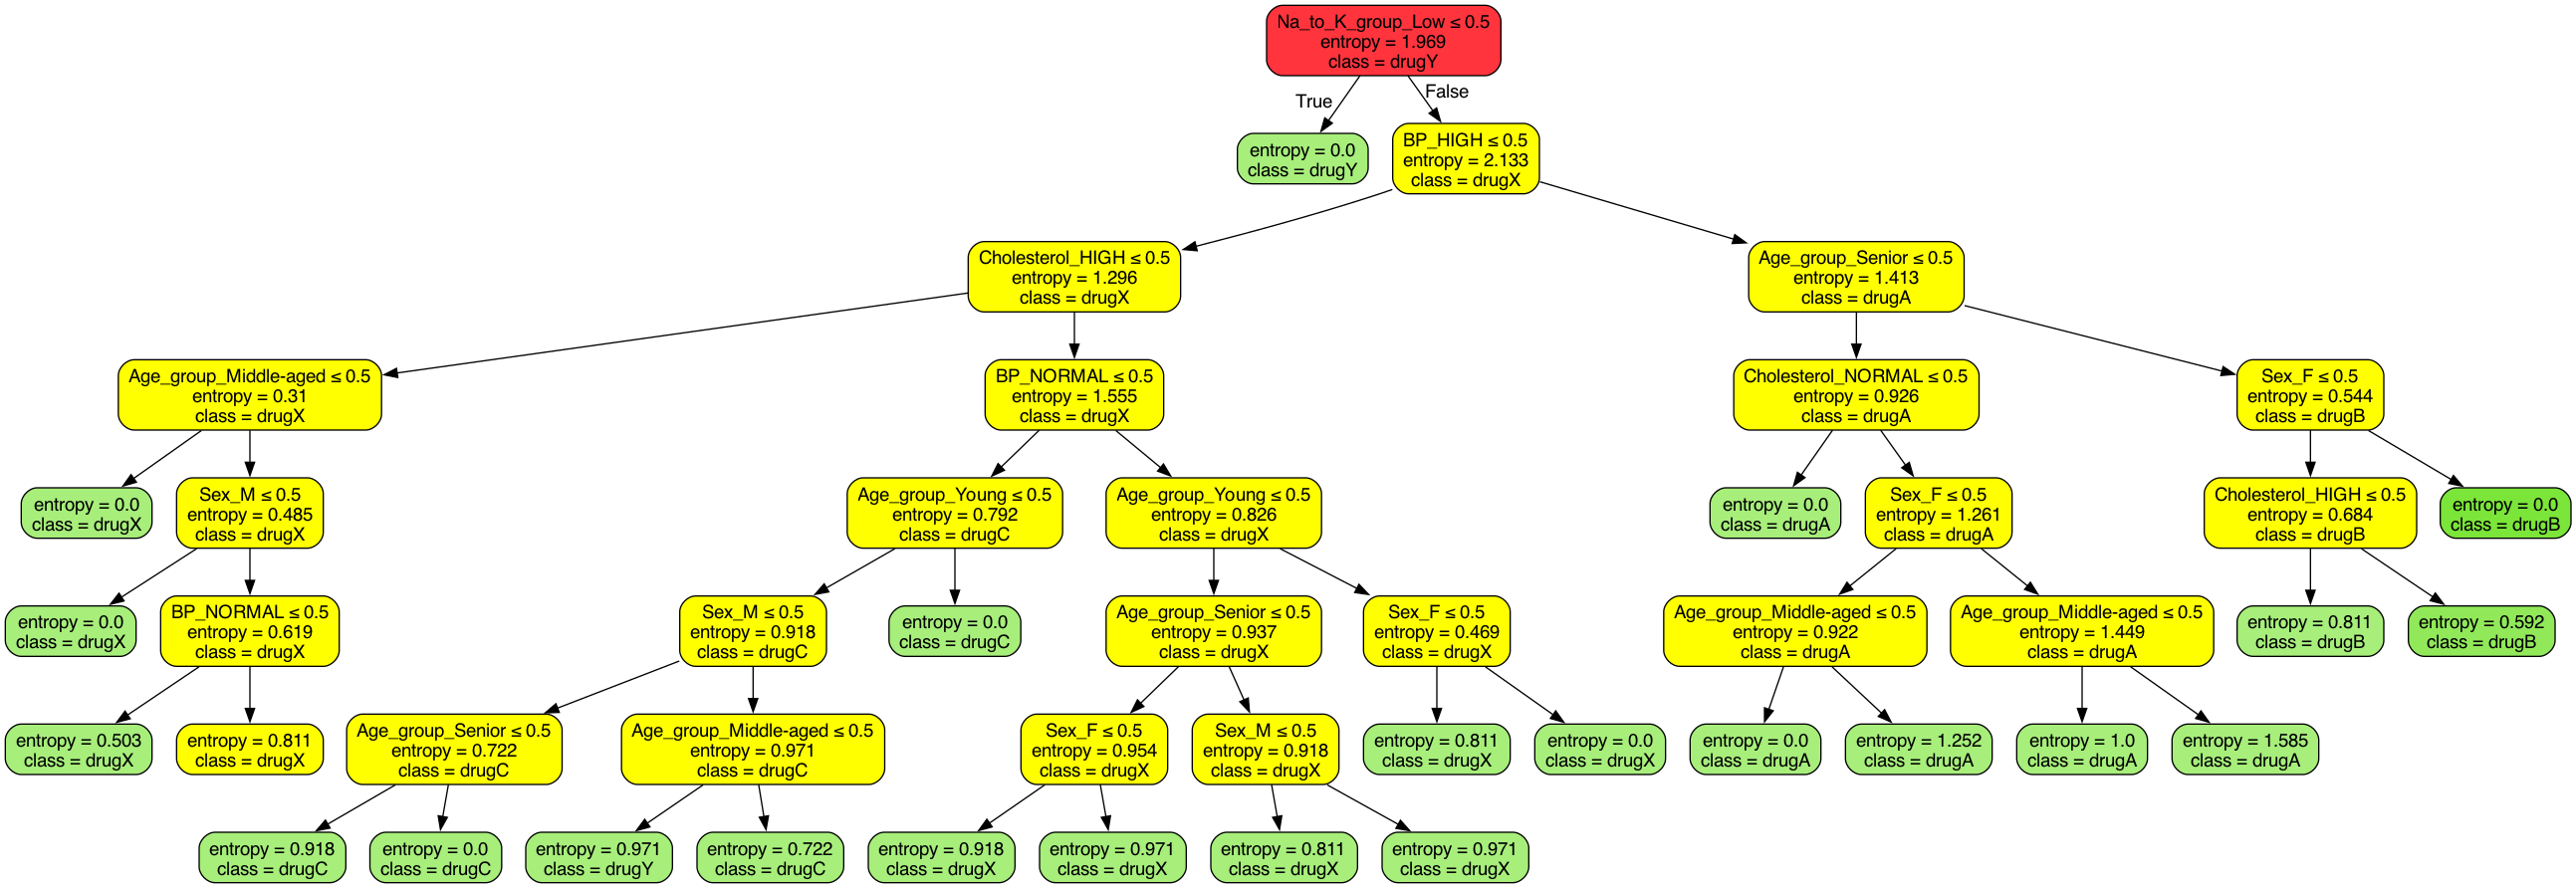 Na_to_K_group_Low ≤ 0.5
entropy = 1.969
class = drugY
True
False
entropy = 0.0
class = drugY
BP_HIGH ≤ 0.5
entropy = 2.133
class = drugX
Cholesterol_HIGH ≤ 0.5
entropy = 1.296
class = drugX
Age_group_Senior ≤ 0.5
entropy = 1.413
class = drugA
Age_group_Middle-aged ≤ 0.5
entropy = 0.31
class = drugX
BP_NORMAL ≤ 0.5
entropy = 1.555
class = drugX
Cholesterol_NORMAL ≤ 0.5
entropy = 0.926
class = drugA
Sex_F ≤ 0.5
entropy = 0.544
class = drugB
entropy = 0.0
class = drugX
Sex_M ≤ 0.5
entropy = 0.485
class = drugX
Age_group_Young ≤ 0.5
entropy = 0.792
class = drugC
Age_group_Young ≤ 0.5
entropy = 0.826
class = drugX
entropy = 0.0
class = drugA
Sex_F ≤ 0.5
entropy = 1.261
class = drugA
Cholesterol_HIGH ≤ 0.5
entropy = 0.684
class = drugB
entropy = 0.0
class = drugB
entropy = 0.0
class = drugX
BP_NORMAL ≤ 0.5
entropy = 0.619
class = drugX
Sex_M ≤ 0.5
entropy = 0.918
class = drugC
entropy = 0.0
class = drugC
Age_group_Senior ≤ 0.5
entropy = 0.937
class = drugX
Sex_F ≤ 0.5
entropy = 0.469
class = drugX
Age_group_Middle-aged ≤ 0.5
entropy = 0.922
class = drugA
Age_group_Middle-aged ≤ 0.5
entropy = 1.449
class = drugA
entropy = 0.811
class = drugB
entropy = 0.592
class = drugB
entropy = 0.503
class = drugX
entropy = 0.811
class = drugX
Age_group_Senior ≤ 0.5
entropy = 0.722
class = drugC
Age_group_Middle-aged ≤ 0.5
entropy = 0.971
class = drugC
Sex_F ≤ 0.5
entropy = 0.954
class = drugX
Sex_M ≤ 0.5
entropy = 0.918
class = drugX
entropy = 0.811
class = drugX
entropy = 0.0
class = drugX
entropy = 0.0
class = drugA
entropy = 1.252
class = drugA
entropy = 1.0
class = drugA
entropy = 1.585
class = drugA
entropy = 0.918
class = drugC
entropy = 0.0
class = drugC
entropy = 0.971
class = drugY
entropy = 0.722
class = drugC
entropy = 0.918
class = drugX
entropy = 0.971
class = drugX
entropy = 0.811
class = drugX
entropy = 0.971
class = drugX